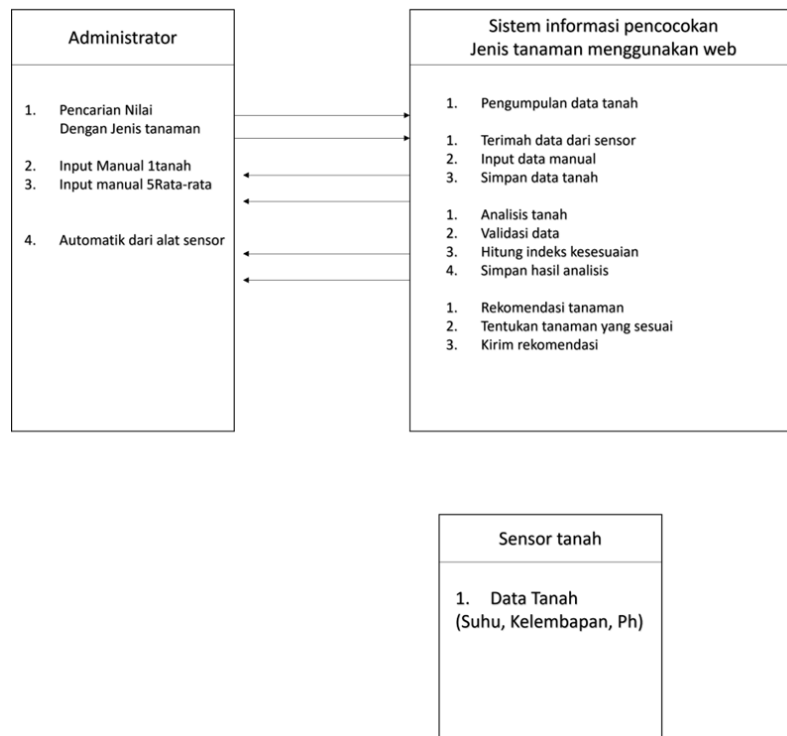 Administrator
1. Pencarian Nilai
Dengan Jenis tanaman
2. Input Manual 1tanah
3. Input manual 5Rata-rata
4. Automatik dari alat sensor
Sistem informasi pencocokan
Jenis tanaman menggunakan web
1. Pengumpulan data tanah
1. Terimah data dari sensor
2. Input data manual
3. Simpan data tanah
1. Analisis tanah
2. Validasi data
3. Hitung indeks kesesuaian
4. Simpan hasil analisis
1. Rekomendasi tanaman
2. Tentukan tanaman yang sesuai
3. Kirim rekomendasi
Sensor tanah
1. Data Tanah
(Suhu, Kelembapan, Ph)